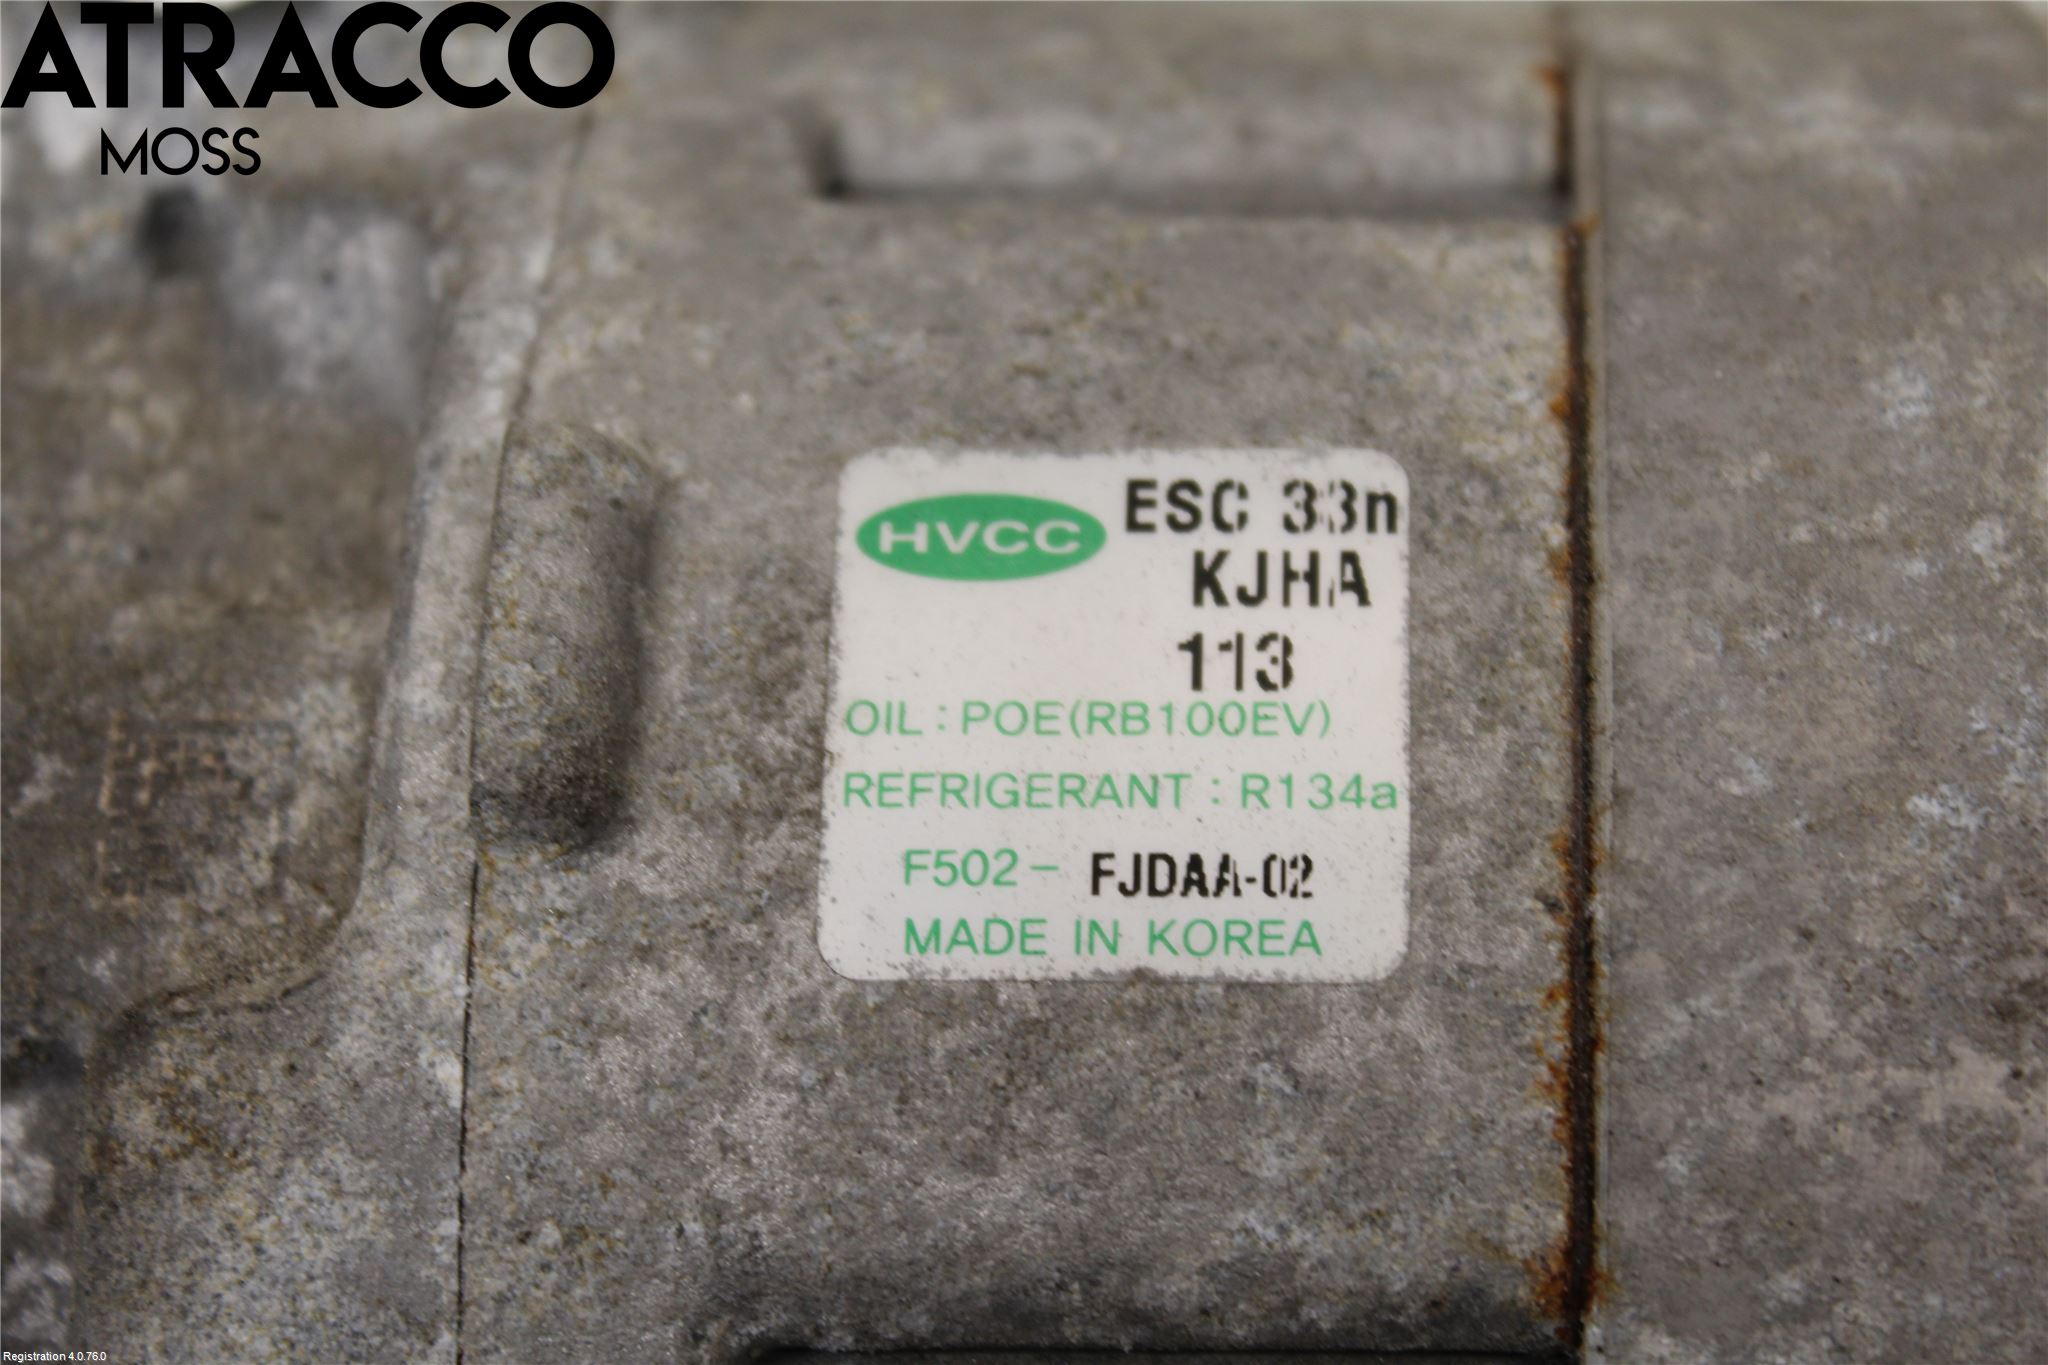 ATRACCO
MOSS
HVCC ESC 33n
KJHA
113
OIL : POE(RB100EV)
REFRIGERANT : R134a
F502- FJDAA-02
MADE IN KOREA
Registration 4.0.76.0